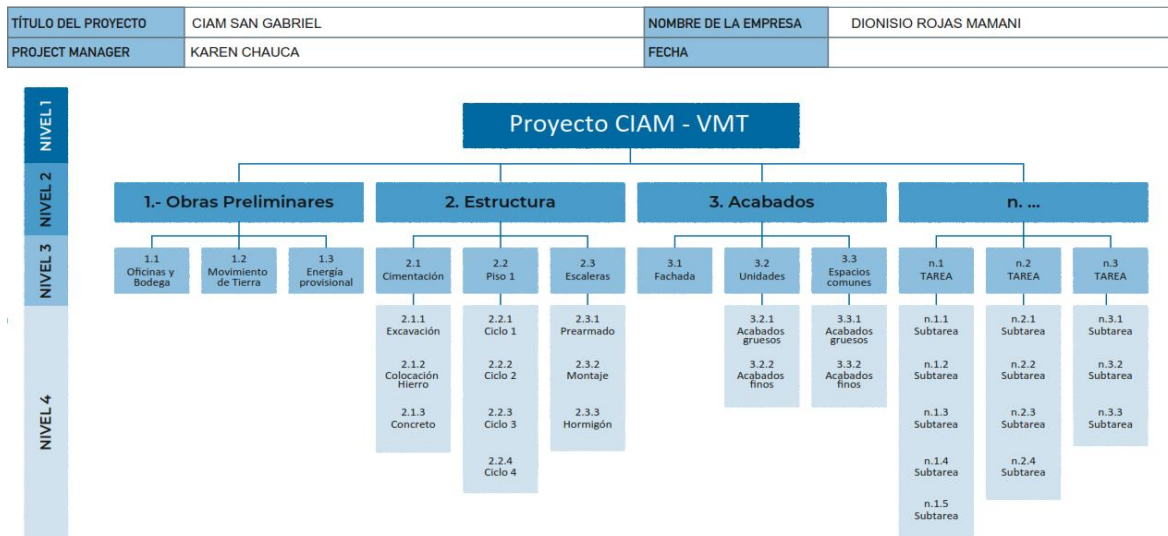 TÍTULO DEL PROYECTO CIAM SAN GABRIEL NOMBRE DE LA EMPRESA DIONISIO ROJAS MAMANI
PROJECT MANAGER KAREN CHAUCA FECHA
NIVEL 1
Proyecto CIAM - VMT
NIVEL 2
1.- Obras Preliminares
2. Estructura
3. Acabados
n. ...
NIVEL 3
1.1
Oficinas y
Bodega
1.2
Movimiento
de Tierra
1.3
Energía
provisional
2.1
Cimentación
2.2
Piso 1
2.3
Escaleras
3.1
Fachada
3.2
Unidades
3.3
Espacios
comunes
n.1
TAREA
n.2
TAREA
n.3
TAREA
NIVEL 4
2.1.1
Excavación
2.1.2
Colocación
Hierro
2.1.3
Concreto
2.2.1
Ciclo 1
2.2.2
Ciclo 2
2.2.3
Ciclo 3
2.2.4
Ciclo 4
2.3.1
Prearmado
2.3.2
Montaje
2.3.3
Hormigón
3.2.1
Acabados
gruesos
3.2.2
Acabados
finos
3.3.1
Acabados
gruesos
3.3.2
Acabados
finos
n.1.1
Subtarea
n.1.2
Subtarea
n.1.3
Subtarea
n.1.4
Subtarea
n.1.5
Subtarea
n.2.1
Subtarea
n.2.2
Subtarea
n.2.3
Subtarea
n.2.4
Subtarea
n.3.1
Subtarea
n.3.2
Subtarea
n.3.3
Subtarea